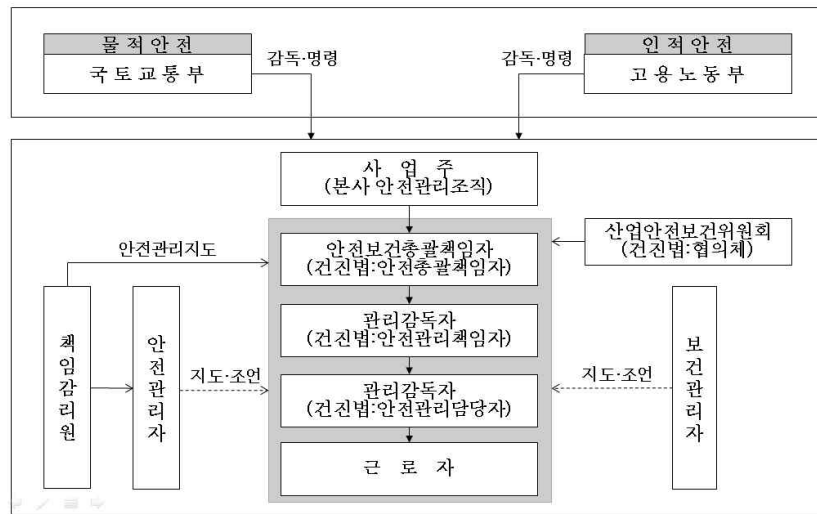 물적안전
국토교통부
감독·명령
감독·명령
인적안전
고용노동부
사 업 주
(본사 안전관리조직)
안전관리지도
안전보건총괄책임자
(건진법:안전총괄책임자)
산업안전보건위원회
(건진법:협의체)
관리감독자
(건진법:안전관리책임자)
책임감리원
안전관리자
지도·조언
관리감독자
(건진법:안전관리담당자)
지도·조언
보건관리자
근 로 자